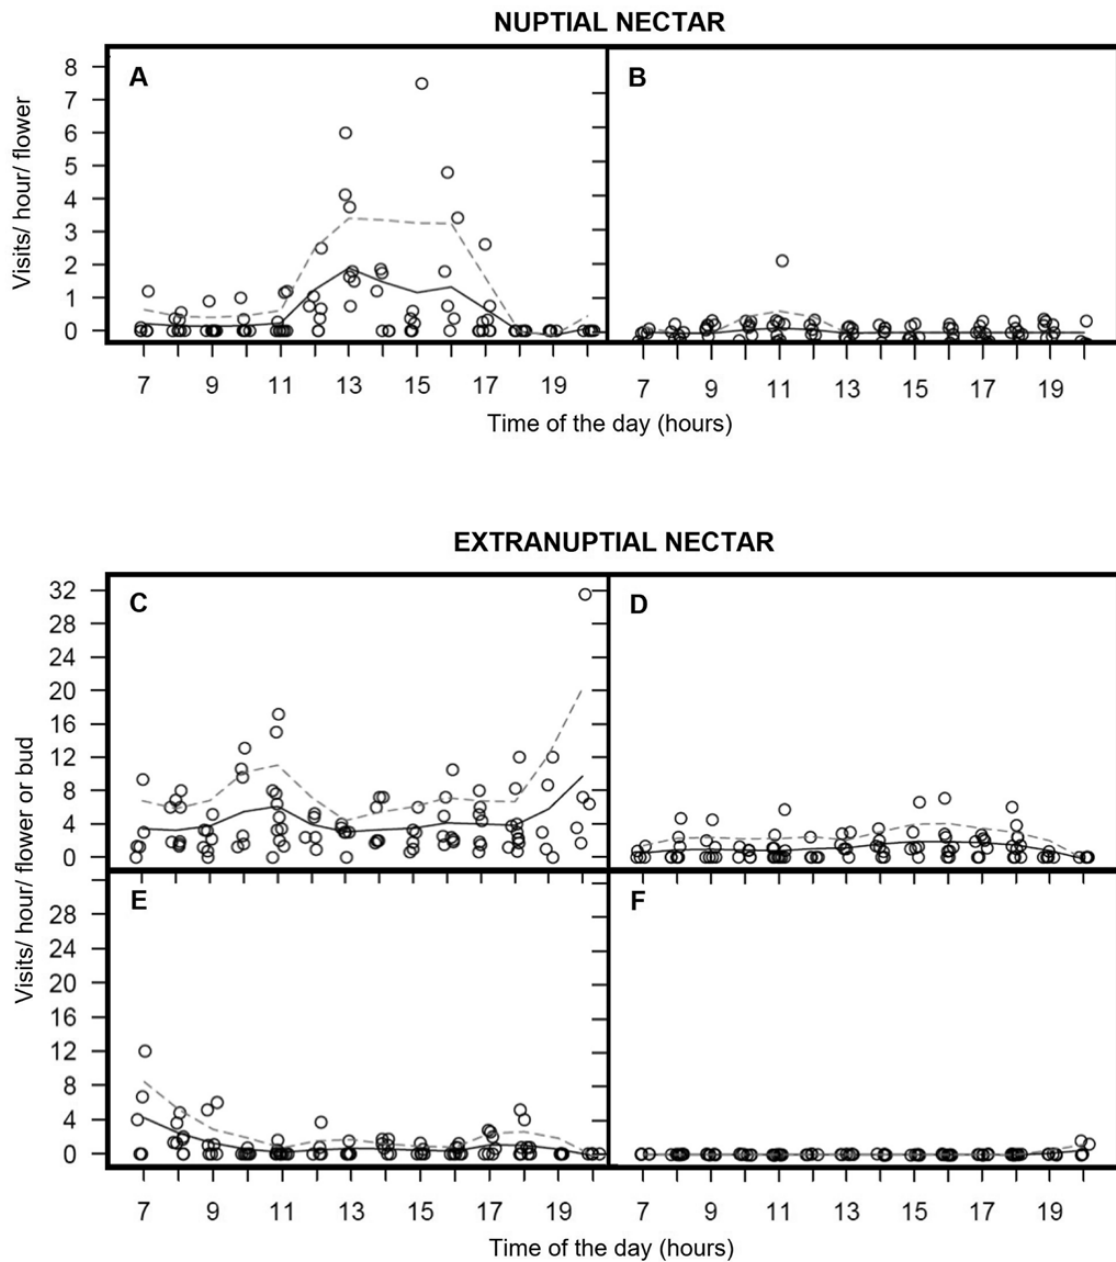 NUPTIAL NECTAR
A
B
8
7
6
5
4
3
2
1
0
Visits/ hour/ flower
7 9 11 13 15 17 19
7 9 11 13 15 17 19
Time of the day (hours)
EXTRANUPTIAL NECTAR
C
D
32
28
24
20
16
12
8
4
0
Visits/ hour/ flower or bud
E
F
28
24
20
16
12
8
4
0
7 9 11 13 15 17 19
7 9 11 13 15 17 19
Time of the day (hours)